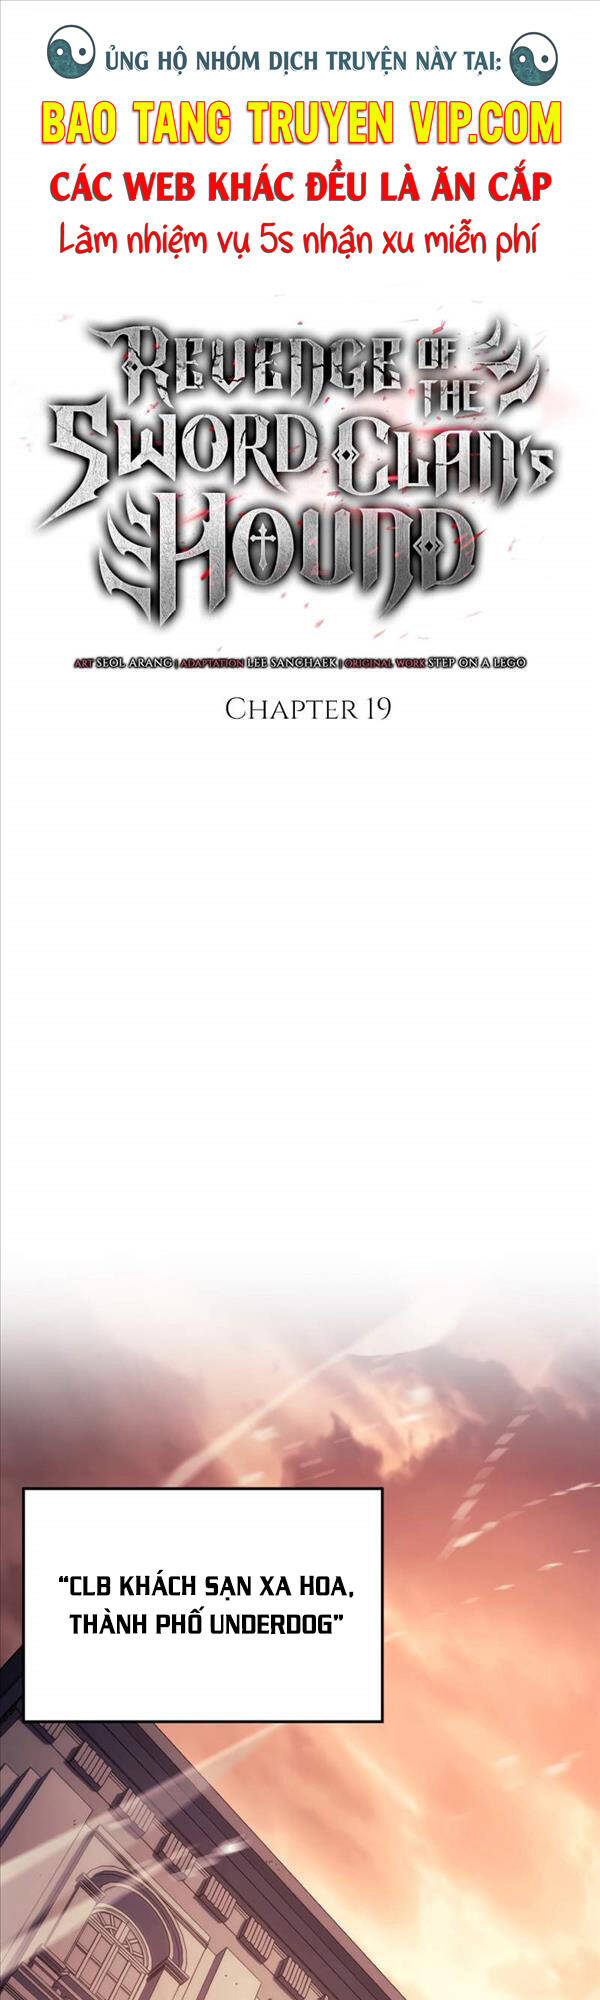 ỦNG HỘ NHÓM DỊCH TRUYỆN NÀY TẠI:
BAO TANG TRUYEN VIP.COM
CÁC WEB KHÁC ĐỀU LÀ ĂN CẮP
Làm nhiệm vụ 5s nhận xu miễn phí
REVENGE OF
THE
SWORD CLAN'S
HOUND
ART SEOL ARANG | ADAPTATION LEE SANCHAEK | ORIGINAL WORK STEP ON A LEGO
CHAPTER 19
"CLB KHÁCH SẠN XA HOA,
THÀNH PHỐ UNDERDOG"